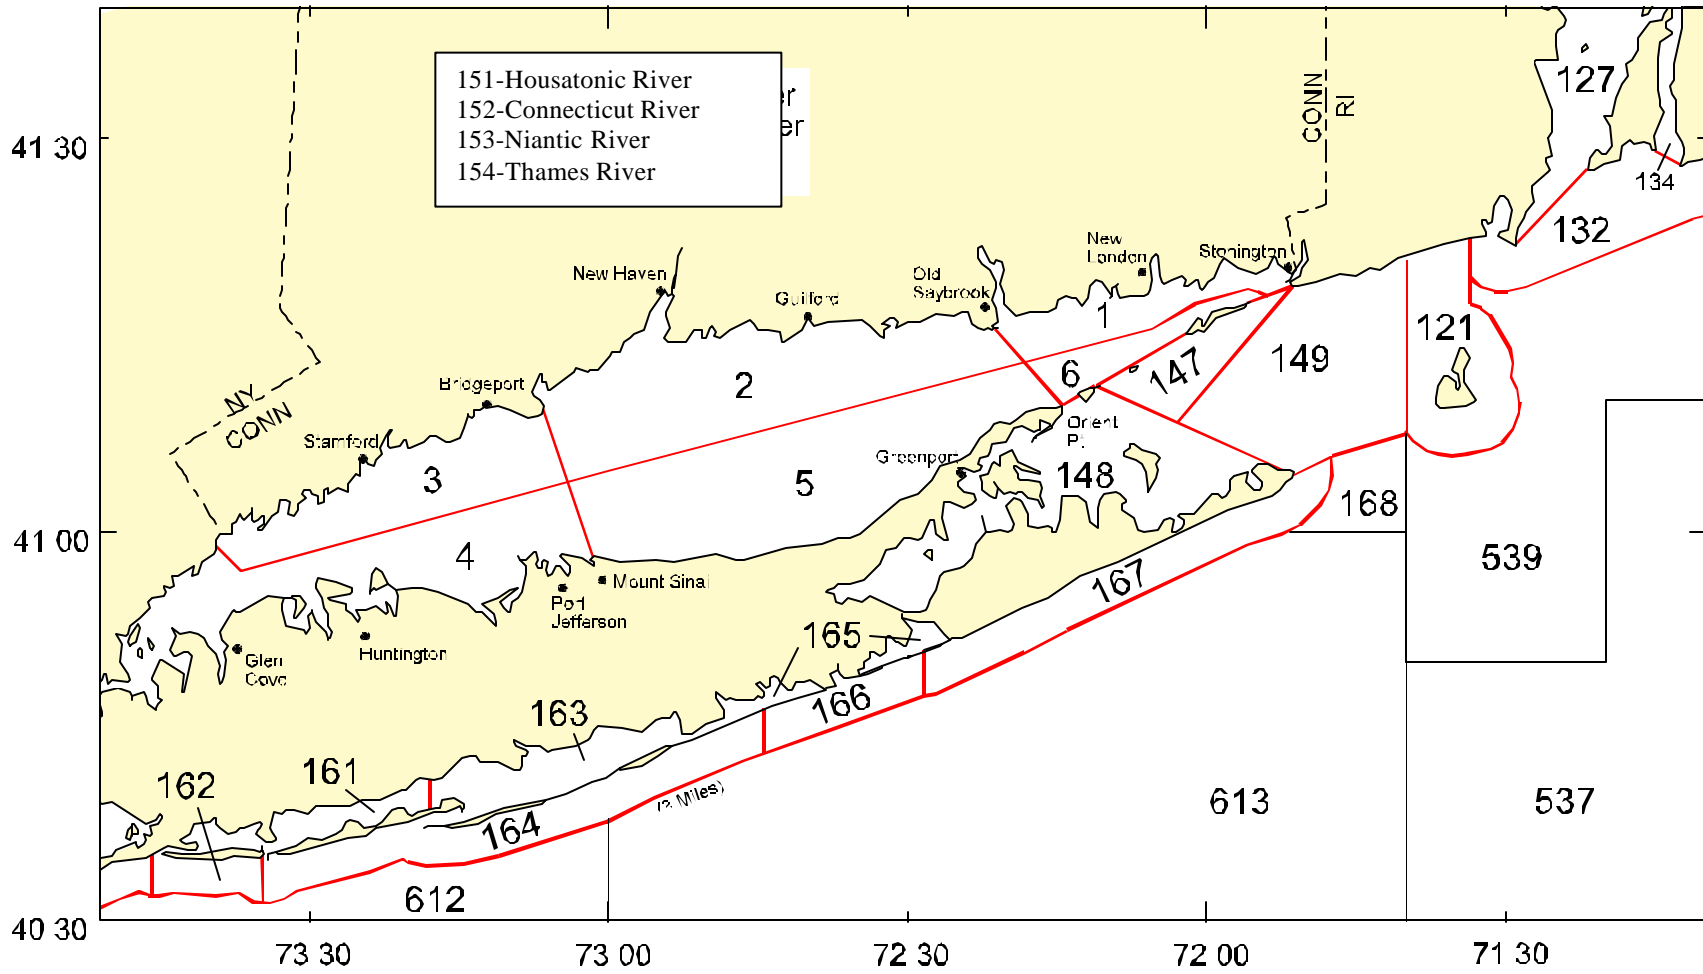 151-Housatonic River
152-Connecticut River
153-Niantic River
154-Thames River
er
er
CONN
RI
127
41 30
134
132
New London
Stonington
New Haven
Old Saybrook
Guilford
1
121
2
6
147
149
NY
CONN
Bridgeport
Stamford
Orient Pt.
Greenport
3
5
148
168
41 00
4
539
Mount Sinai
Port Jefferson
167
165
Glen Cove
Huntington
166
163
161
162
(3 Miles)
613
537
164
612
40 30
73 30
73 00
72 30
72 00
71 30